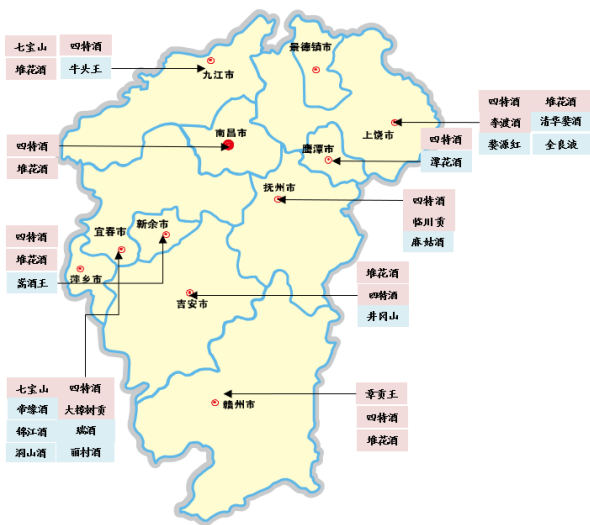 七宝山 四特酒
堆花酒 牛头王
九江市
景德镇市
四特酒 堆花酒
李渡酒 清华婺酒
婺源红 全良液
上饶市
四特酒
堆花酒
南昌市
四特酒
潭花酒
鹰潭市
抚州市
四特酒
临川贡
麻姑酒
四特酒
堆花酒
嵩酒王
宜春市
新余市
萍乡市
堆花酒
四特酒
井冈山
吉安市
七宝山 四特酒
帝缘酒 大樟树贡
锦江酒 瑞酒
洞山酒 丽村酒
章贡王
四特酒
堆花酒
赣州市